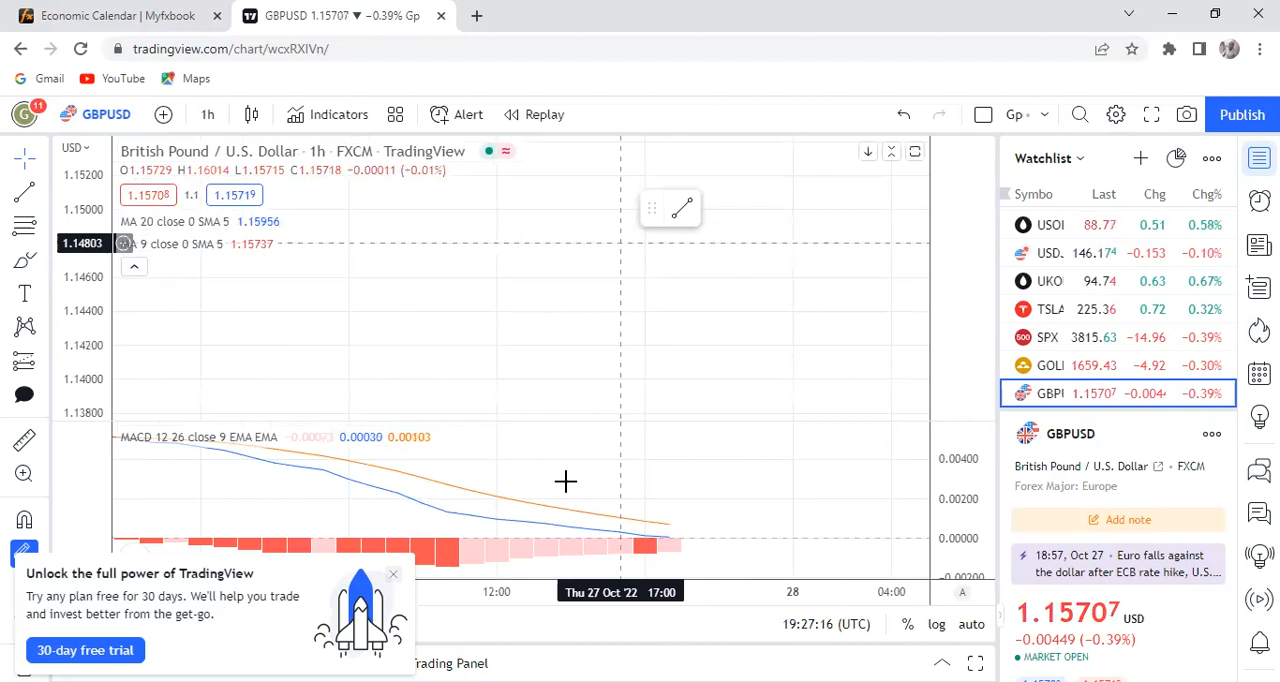 Economic Calendar | Myfxbook
GBPUSD 1.15707 ▼ −0.39% Gp
tradingview.com/chart/wcxRXIVn/
Gmail
YouTube
Maps
G
11
GBPUSD
1h
Indicators
Alert
Replay
Gp
Publish
USD
British Pound / U.S. Dollar · 1h · FXCM · TradingView
O1.15729 H1.16014 L1.15715 C1.15718 −0.00011 (−0.01%)
1.15708 1.1 1.15719
MA 20 close 0 SMA 5 1.15956
A 9 close 0 SMA 5 1.15737
1.15200
1.15000
1.14803
1.14600
1.14400
1.14200
1.14000
1.13800
MACD 12 26 close 9 EMA EMA −0.00073 0.00030 0.00103
0.00400
0.00200
0.00000
−0.00200
12:00
Thu 27 Oct '22 17:00
28
04:00
A
19:27:16 (UTC)
%
log
auto
Trading Panel
Unlock the full power of TradingView
Try any plan free for 30 days. We'll help you trade
and invest better from the get-go.
30-day free trial
Watchlist
Symbo Last Chg Chg%
USOI 88.77 0.51 0.58%
USD. 146.174 −0.153 −0.10%
UKO 94.74 0.63 0.67%
TSLA 225.36 0.72 0.32%
500 SPX 3815.63 −14.96 −0.39%
GOLI 1659.43 −4.92 −0.30%
GBPU 1.15707 −0.0044 −0.39%
GBPUSD
British Pound / U.S. Dollar · FXCM
Forex Major: Europe
Add note
18:57, Oct 27 · Euro falls against
the dollar after ECB rate hike, U.S....
1.15707 USD
−0.00449 (−0.39%)
MARKET OPEN